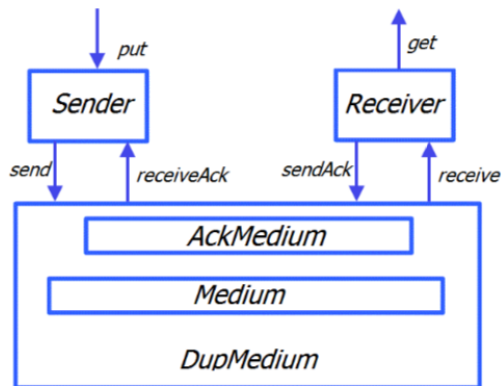 put
get
Sender
Receiver
send
receiveAck
sendAck
receive
AckMedium
Medium
DupMedium